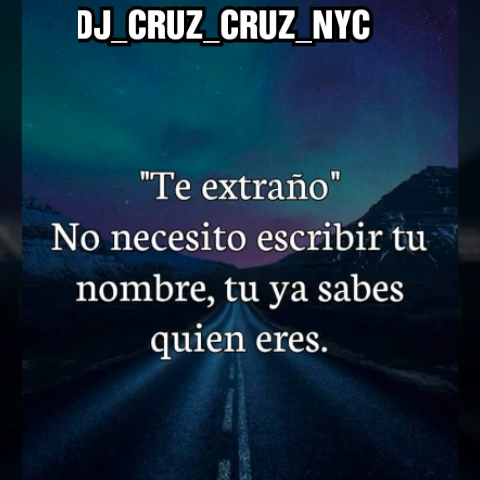 DJ_CRUZ_CRUZ_NYC
"Te extraño"
No necesito escribir tu
nombre, tu ya sabes
quien eres.